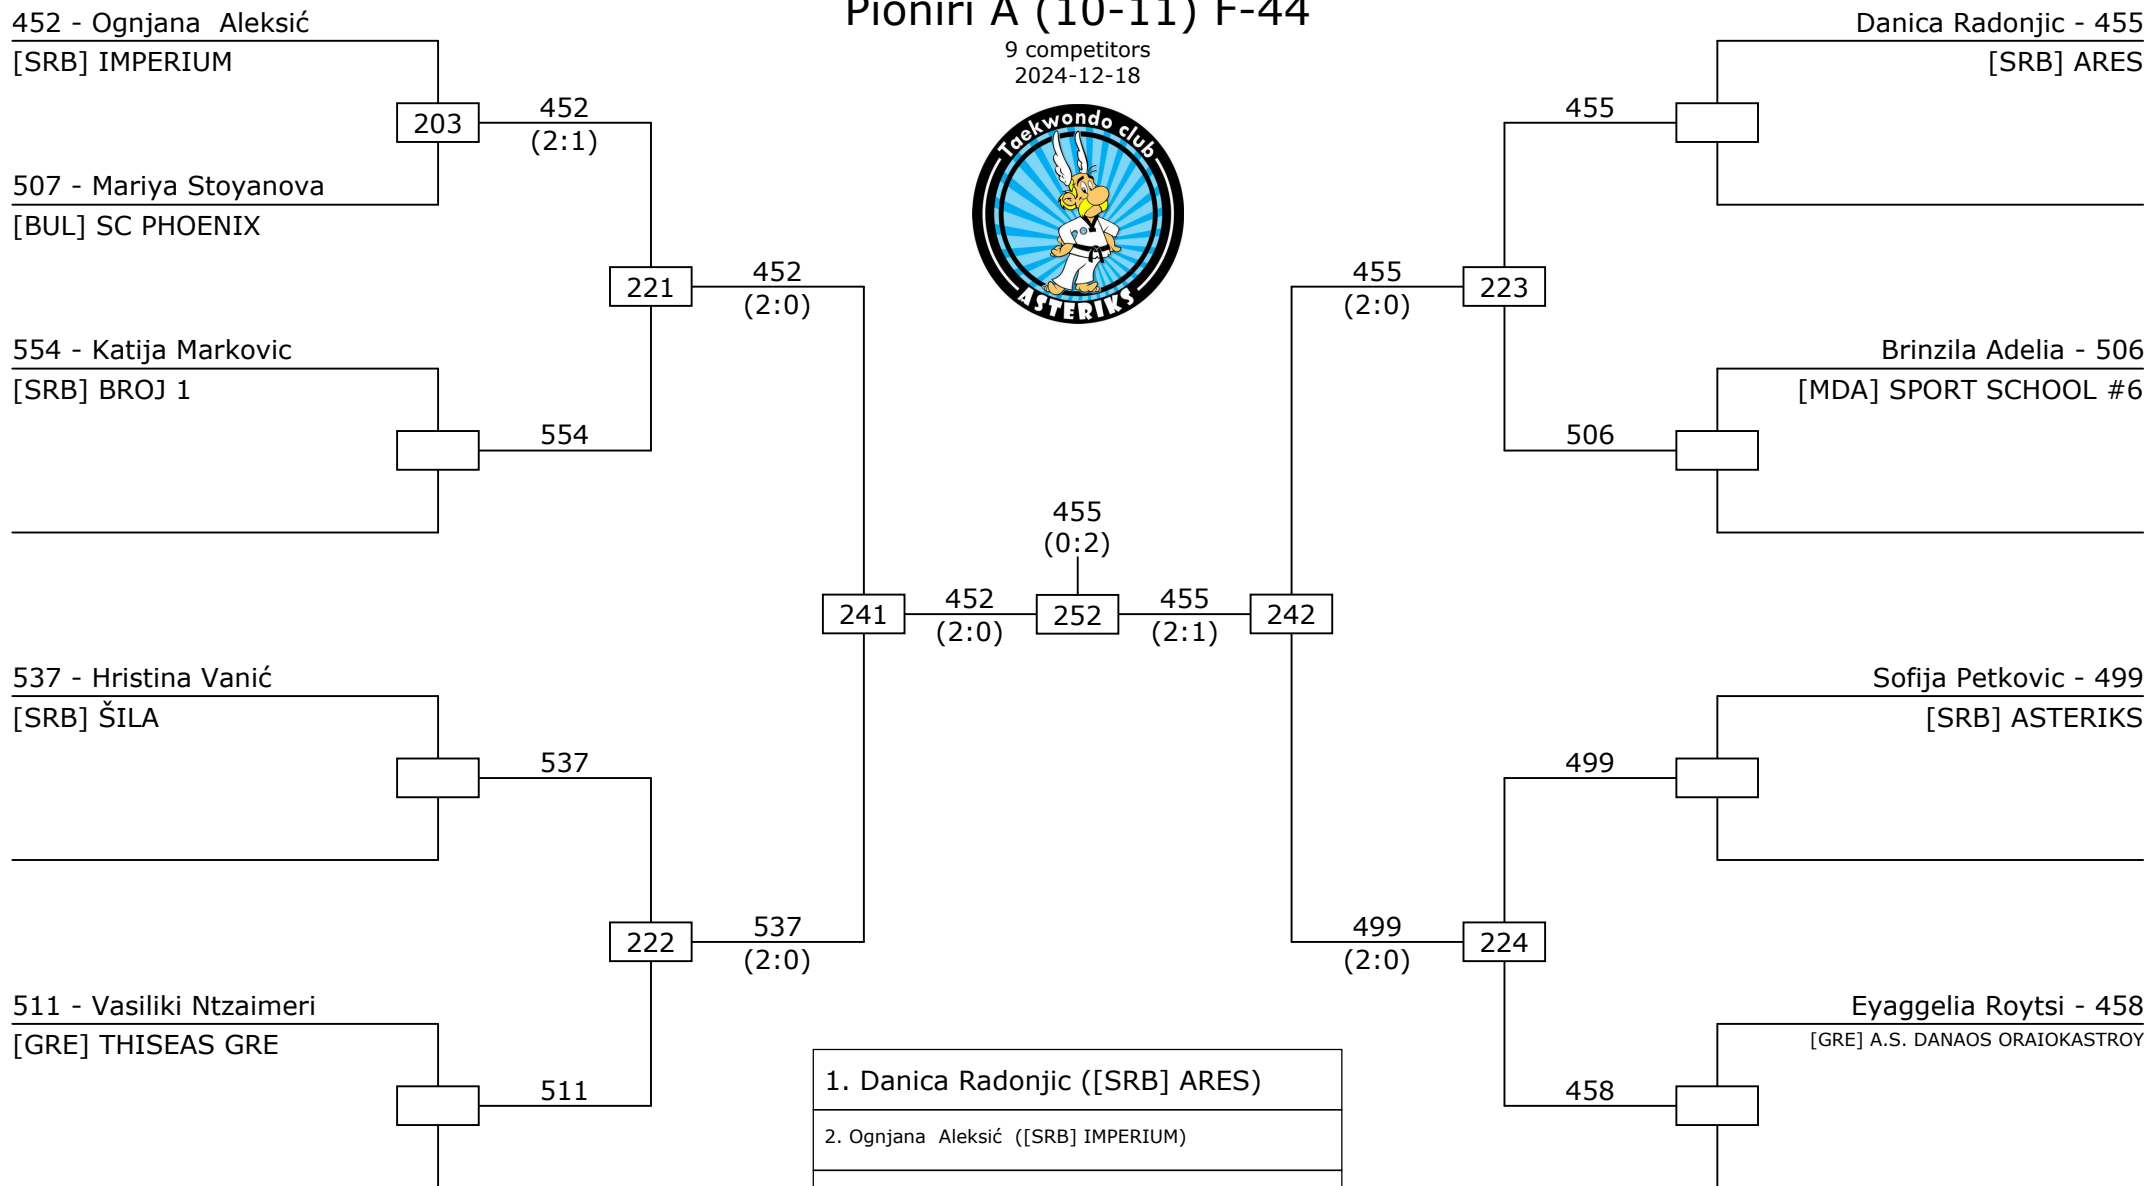 Pioniri A (10-11) F-44
9 competitors
2024-12-18
Taekwondo club
ASTERIKS
452 - Ognjana  Aleksić
[SRB] IMPERIUM
203
452
(2:1)
507 - Mariya Stoyanova
[BUL] SC PHOENIX
221
452
(2:0)
554 - Katija Markovic
[SRB] BROJ 1
554
537 - Hristina Vanić
[SRB] ŠILA
537
222
537
(2:0)
511 - Vasiliki Ntzaimeri
[GRE] THISEAS GRE
511
241
452
(2:0)
455
(0:2)
252
455
(2:1)
242
Danica Radonjic - 455
[SRB] ARES
455
455
(2:0)
223
Brinzila Adelia - 506
[MDA] SPORT SCHOOL #6
506
Sofija Petkovic - 499
[SRB] ASTERIKS
499
499
(2:0)
224
Eyaggelia Roytsi - 458
[GRE] A.S. DANAOS ORAIOKASTROY
458
1. Danica Radonjic ([SRB] ARES)
2. Ognjana  Aleksić  ([SRB] IMPERIUM)